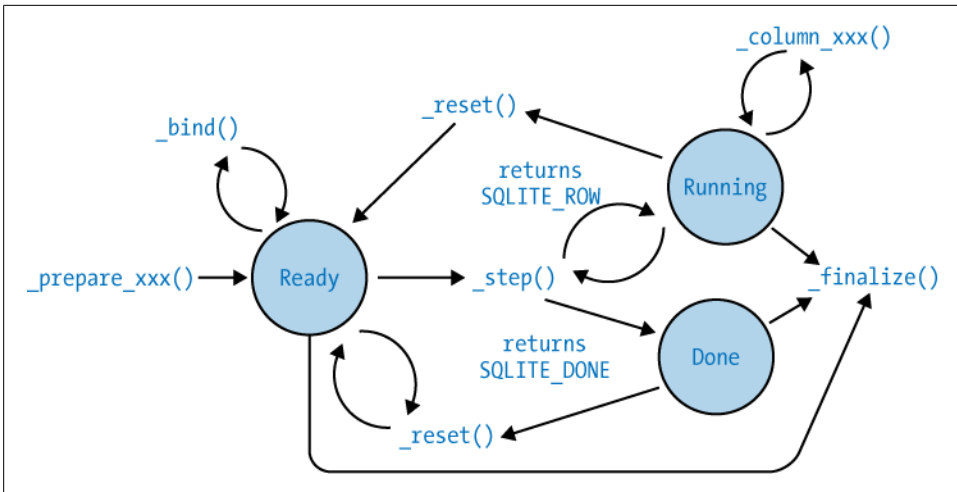 _column_xxx()
_reset()
_bind()
returns
SQLITE_ROW
Running
_prepare_xxx()
Ready
_step()
_finalize()
returns
SQLITE_DONE
Done
_reset()